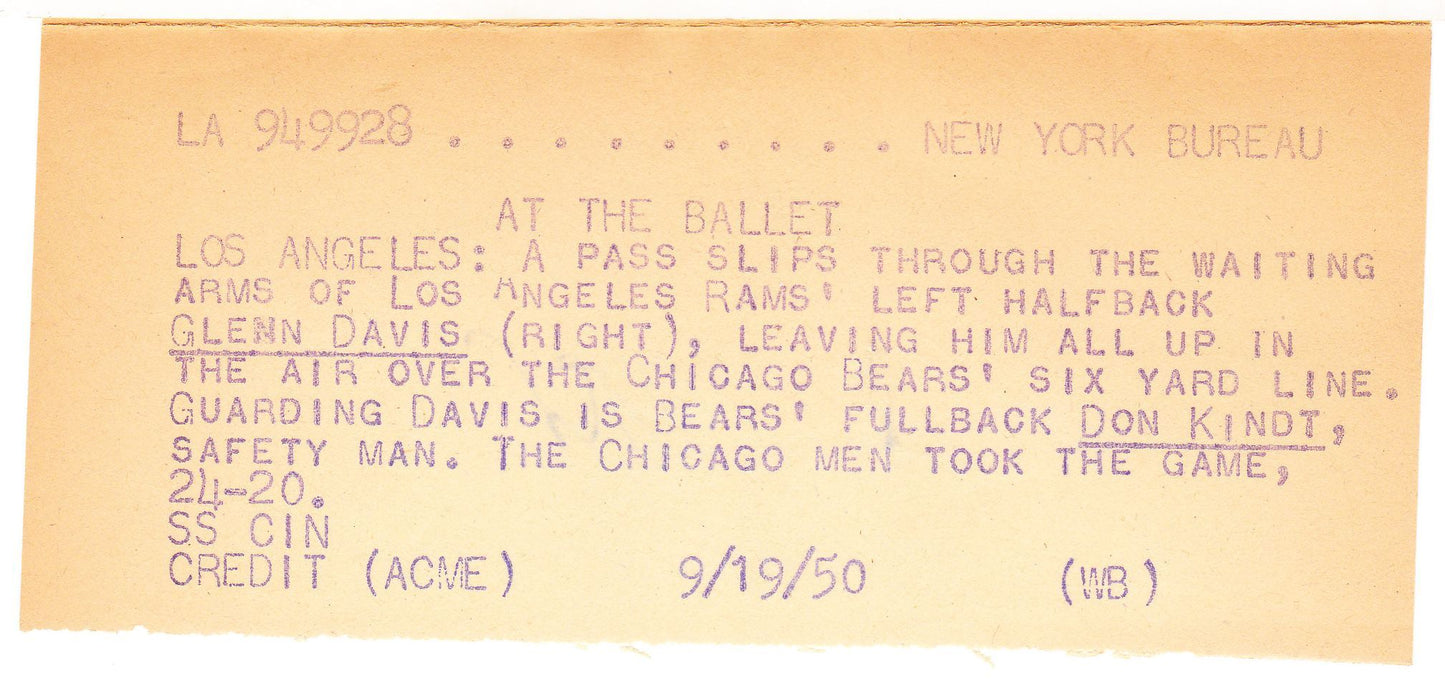 LA 949928 . . . . . . . . . NEW YORK BUREAU
AT THE BALLET
LOS ANGELES: A PASS SLIPS THROUGH THE WAITING
ARMS OF LOS ANGELES RAMS' LEFT HALFBACK
GLENN DAVIS (RIGHT), LEAVING HIM ALL UP IN
THE AIR OVER THE CHICAGO BEARS' SIX YARD LINE.
GUARDING DAVIS IS BEARS' FULLBACK DON KINDT,
SAFETY MAN. THE CHICAGO MEN TOOK THE GAME,
24-20.
SS CIN
CREDIT (ACME) 9/19/50 (WB)